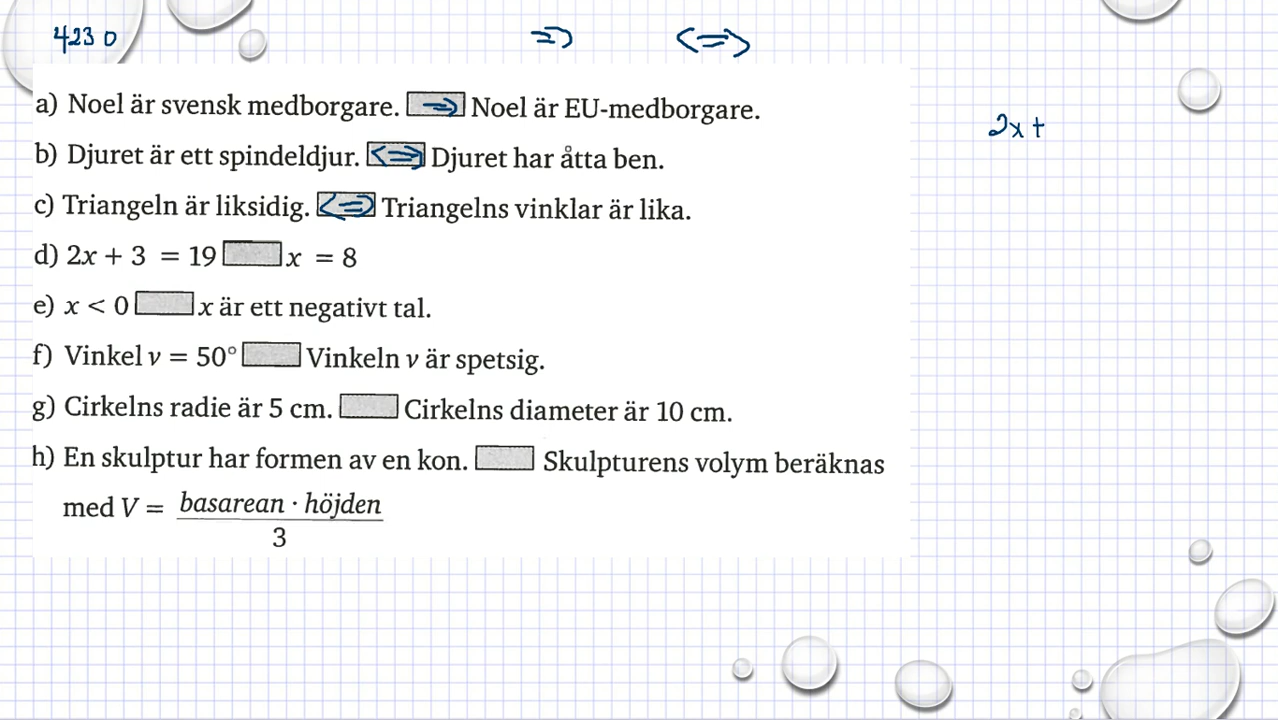 4230 ⇒ ⇔
a) Noel är svensk medborgare. ⇒ Noel är EU-medborgare.
2x +
b) Djuret är ett spindeldjur. ⇔ Djuret har åtta ben.
c) Triangeln är liksidig. ⇔ Triangelns vinklar är lika.
d) 2x + 3 = 19 x = 8
e) x < 0 x är ett negativt tal.
f) Vinkel v = 50° Vinkeln v är spetsig.
g) Cirkelns radie är 5 cm. Cirkelns diameter är 10 cm.
h) En skulptur har formen av en kon. Skulpturens volym beräknas
med V = basarean · höjden
3